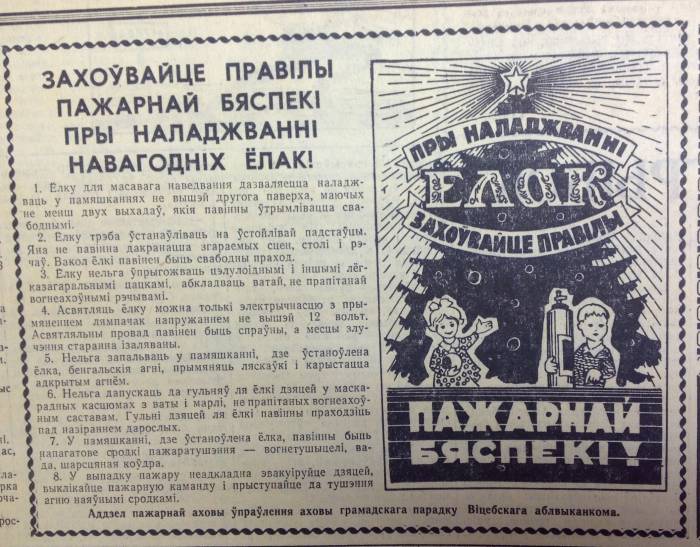 ЗАХОЎВАЙЦЕ ПРАВІЛЫ
ПАЖАРНАЙ БЯСПЕКІ
ПРЫ НАЛАДЖВАННІ
НАВАГОДНІХ ЁЛАК!
1. Ёлку для масавага наведвання дазваляецца наладж-
ваць у памяшканнях не вышэй другога паверха, маючых
не менш двух выхадаў, якія павінны ўтрымлівацца сва-
боднымі.
2. Ёлку трэба ўстанаўліваць на ўстойлівай падстаўцы.
Яна не павінна дакранацца згараемых сцен, столі і рэ-
чаў. Вакол ёлкі павінен быць свабодны праход.
3. Ёлку нельга ўпрыгожваць цэлулоіднымі і іншымі лёг-
казагаральнымі цацкамі, абкладваць ватай, не прапітанай
вогнеахоўнымі рэчывамі.
4. Асвятляць ёлку можна толькі электрычнасцю з пры-
мяненнем лямпачак напружаннем не вышэй 12 вольт.
Асвятляльны провад павінен быць спраўны, а месцы злу-
чэння старанна ізаляваны.
5. Нельга запальваць у памяшканні, дзе ўстаноўлена
ёлка, бенгальскія агні, прымяняць ляскаўкі і карыстацца
адкрытым агнём.
6. Нельга дапускаць да гульняў ля ёлкі дзяцей у маска-
радных касцюмах з ваты і марлі, не прапітаных вогнеахоў-
ным саставам. Гульні дзяцей ля ёлкі павінны праходзіць
пад назіраннем дарослых.
7. У памяшканні, дзе ўстаноўлена ёлка, павінны быць
напагатове сродкі пажаратушэння — вогнетушыцелі, ва-
да, шарсцяная коўдра.
8. У выпадку пажару неадкладна эвакуіруйце дзяцей,
выклікайце пажарную каманду і прыступайце да тушэння
агню наяўнымі сродкамі.
Аддзел пажарнай аховы ўпраўлення аховы грамадскага парадку Віцебскага аблвыканкома.
ПРЫ НАЛАДЖВАННІ
ЁЛАК
ЗАХОЎВАЙЦЕ ПРАВІЛЫ
ПАЖАРНАЙ
БЯСПЕКІ!